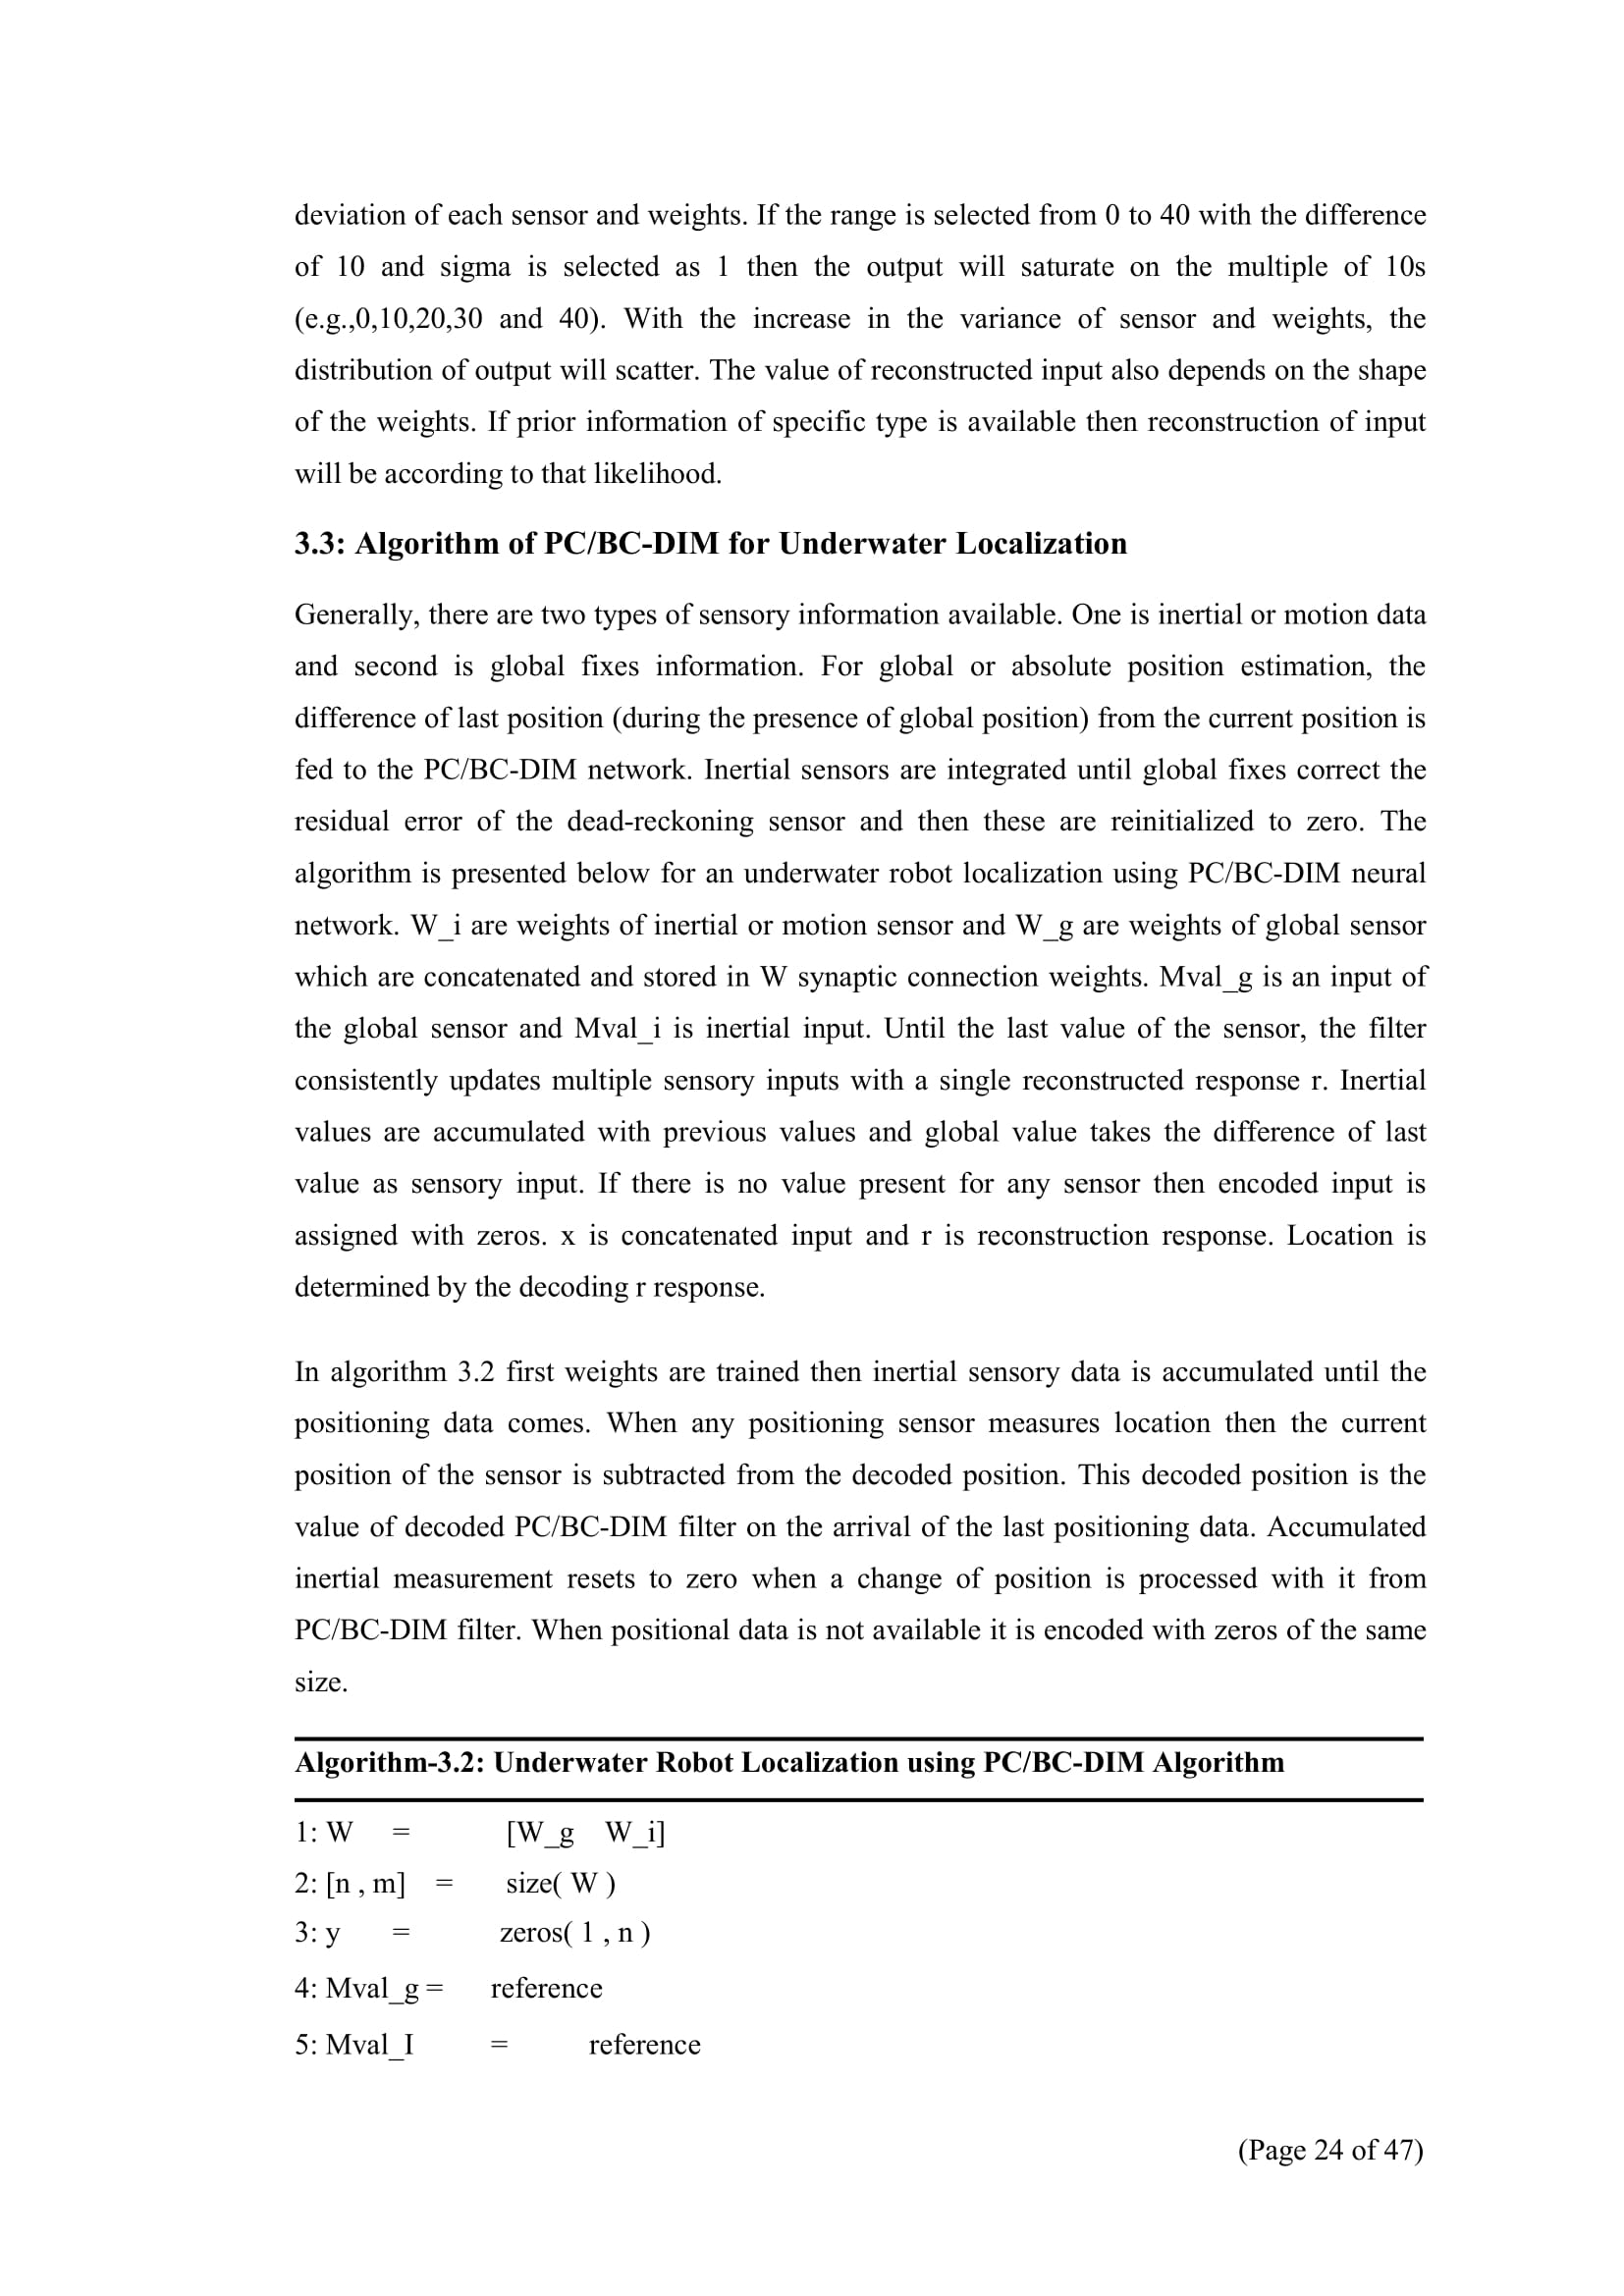 deviation of each sensor and weights. If the range is selected from 0 to 40 with the difference
of 10 and sigma is selected as 1 then the output will saturate on the multiple of 10s
(e.g.,0,10,20,30 and 40). With the increase in the variance of sensor and weights, the
distribution of output will scatter. The value of reconstructed input also depends on the shape
of the weights. If prior information of specific type is available then reconstruction of input
will be according to that likelihood.
3.3: Algorithm of PC/BC-DIM for Underwater Localization
Generally, there are two types of sensory information available. One is inertial or motion data
and second is global fixes information. For global or absolute position estimation, the
difference of last position (during the presence of global position) from the current position is
fed to the PC/BC-DIM network. Inertial sensors are integrated until global fixes correct the
residual error of the dead-reckoning sensor and then these are reinitialized to zero. The
algorithm is presented below for an underwater robot localization using PC/BC-DIM neural
network. W_i are weights of inertial or motion sensor and W_g are weights of global sensor
which are concatenated and stored in W synaptic connection weights. Mval_g is an input of
the global sensor and Mval_i is inertial input. Until the last value of the sensor, the filter
consistently updates multiple sensory inputs with a single reconstructed response r. Inertial
values are accumulated with previous values and global value takes the difference of last
value as sensory input. If there is no value present for any sensor then encoded input is
assigned with zeros. x is concatenated input and r is reconstruction response. Location is
determined by the decoding r response.
In algorithm 3.2 first weights are trained then inertial sensory data is accumulated until the
positioning data comes. When any positioning sensor measures location then the current
position of the sensor is subtracted from the decoded position. This decoded position is the
value of decoded PC/BC-DIM filter on the arrival of the last positioning data. Accumulated
inertial measurement resets to zero when a change of position is processed with it from
PC/BC-DIM filter. When positional data is not available it is encoded with zeros of the same
size.
Algorithm-3.2: Underwater Robot Localization using PC/BC-DIM Algorithm
1: W = [W_g W_i]
2: [n , m] = size( W )
3: y = zeros( 1 , n )
4: Mval_g = reference
5: Mval_I = reference
(Page 24 of 47)